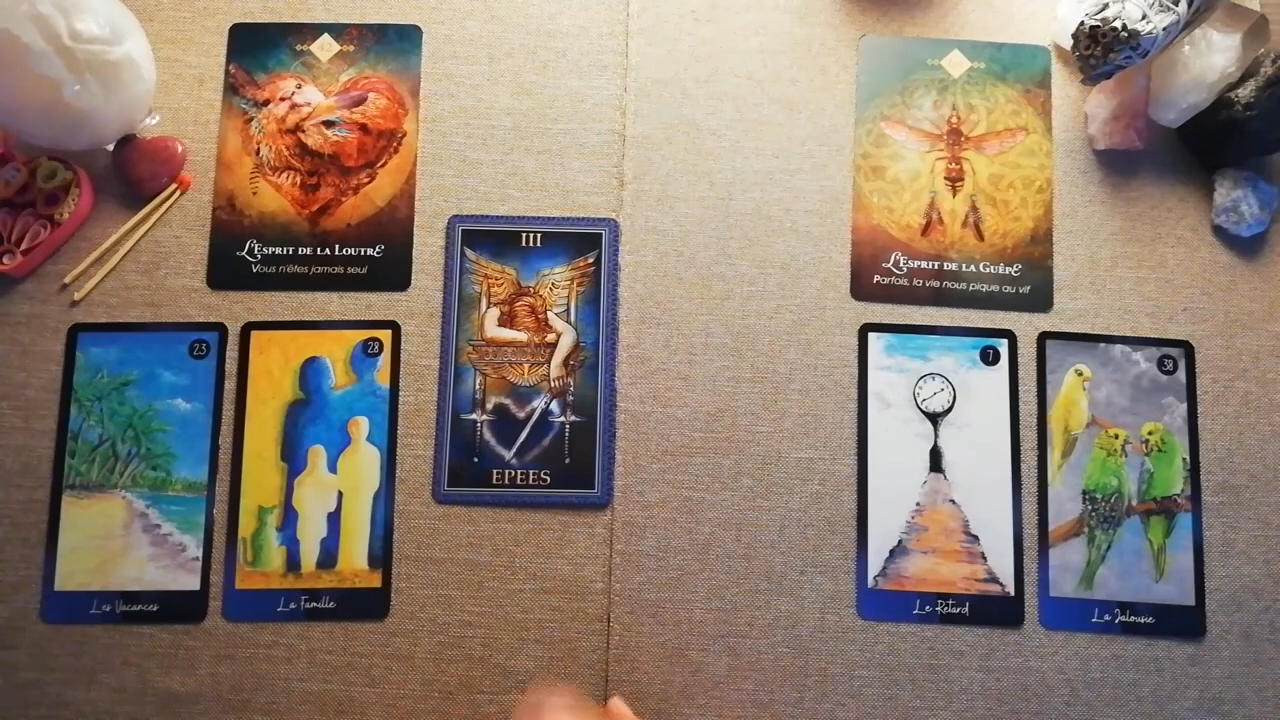 L'Esprit de la Loutre
Vous n'êtes jamais seul
23
Les Vacances
28
La Famille
III
EPEES
L'Esprit de la Guêpe
Parfois, la vie nous pique au vif
7
Le Retard
38
La Jalousie